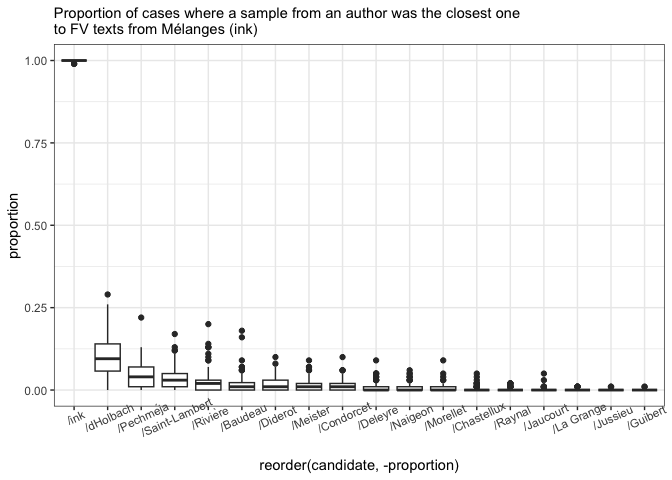 Proportion of cases where a sample from an author was the closest one
to FV texts from Mélanges (ink)
1.00
0.75
0.50
0.25
0.00
proportion
/ink
/dHolbach
/Pechméja
/Saint-Lambert
/Rivière
/Baudeau
/Diderot
/Meister
/Condorcet
/Deleyre
/Naigeon
/Morellet
/Chastellux
/Raynal
/Jaucourt
/La Grange
/Jussieu
/Guibert
reorder(candidate, -proportion)